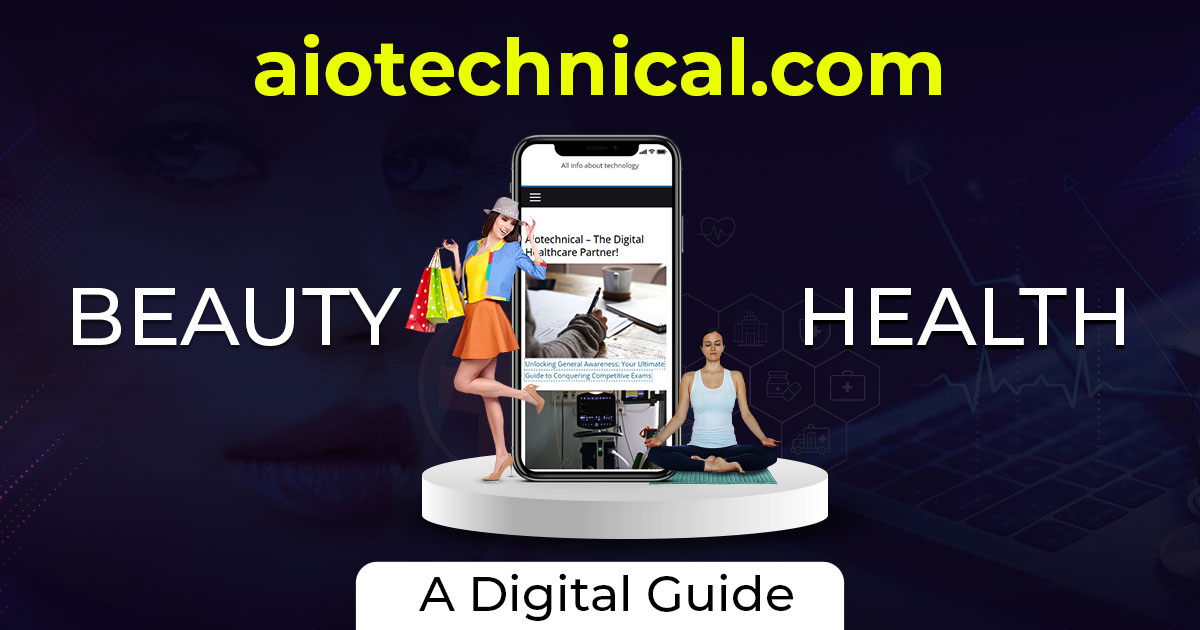 aiotechnical.com
All info about technology
Aiotechnical – The Digital
Healthcare Partner!
BEAUTY
HEALTH
Unlocking General Awareness: Your Ultimate
Guide to Conquering Competitive Exams
A Digital Guide